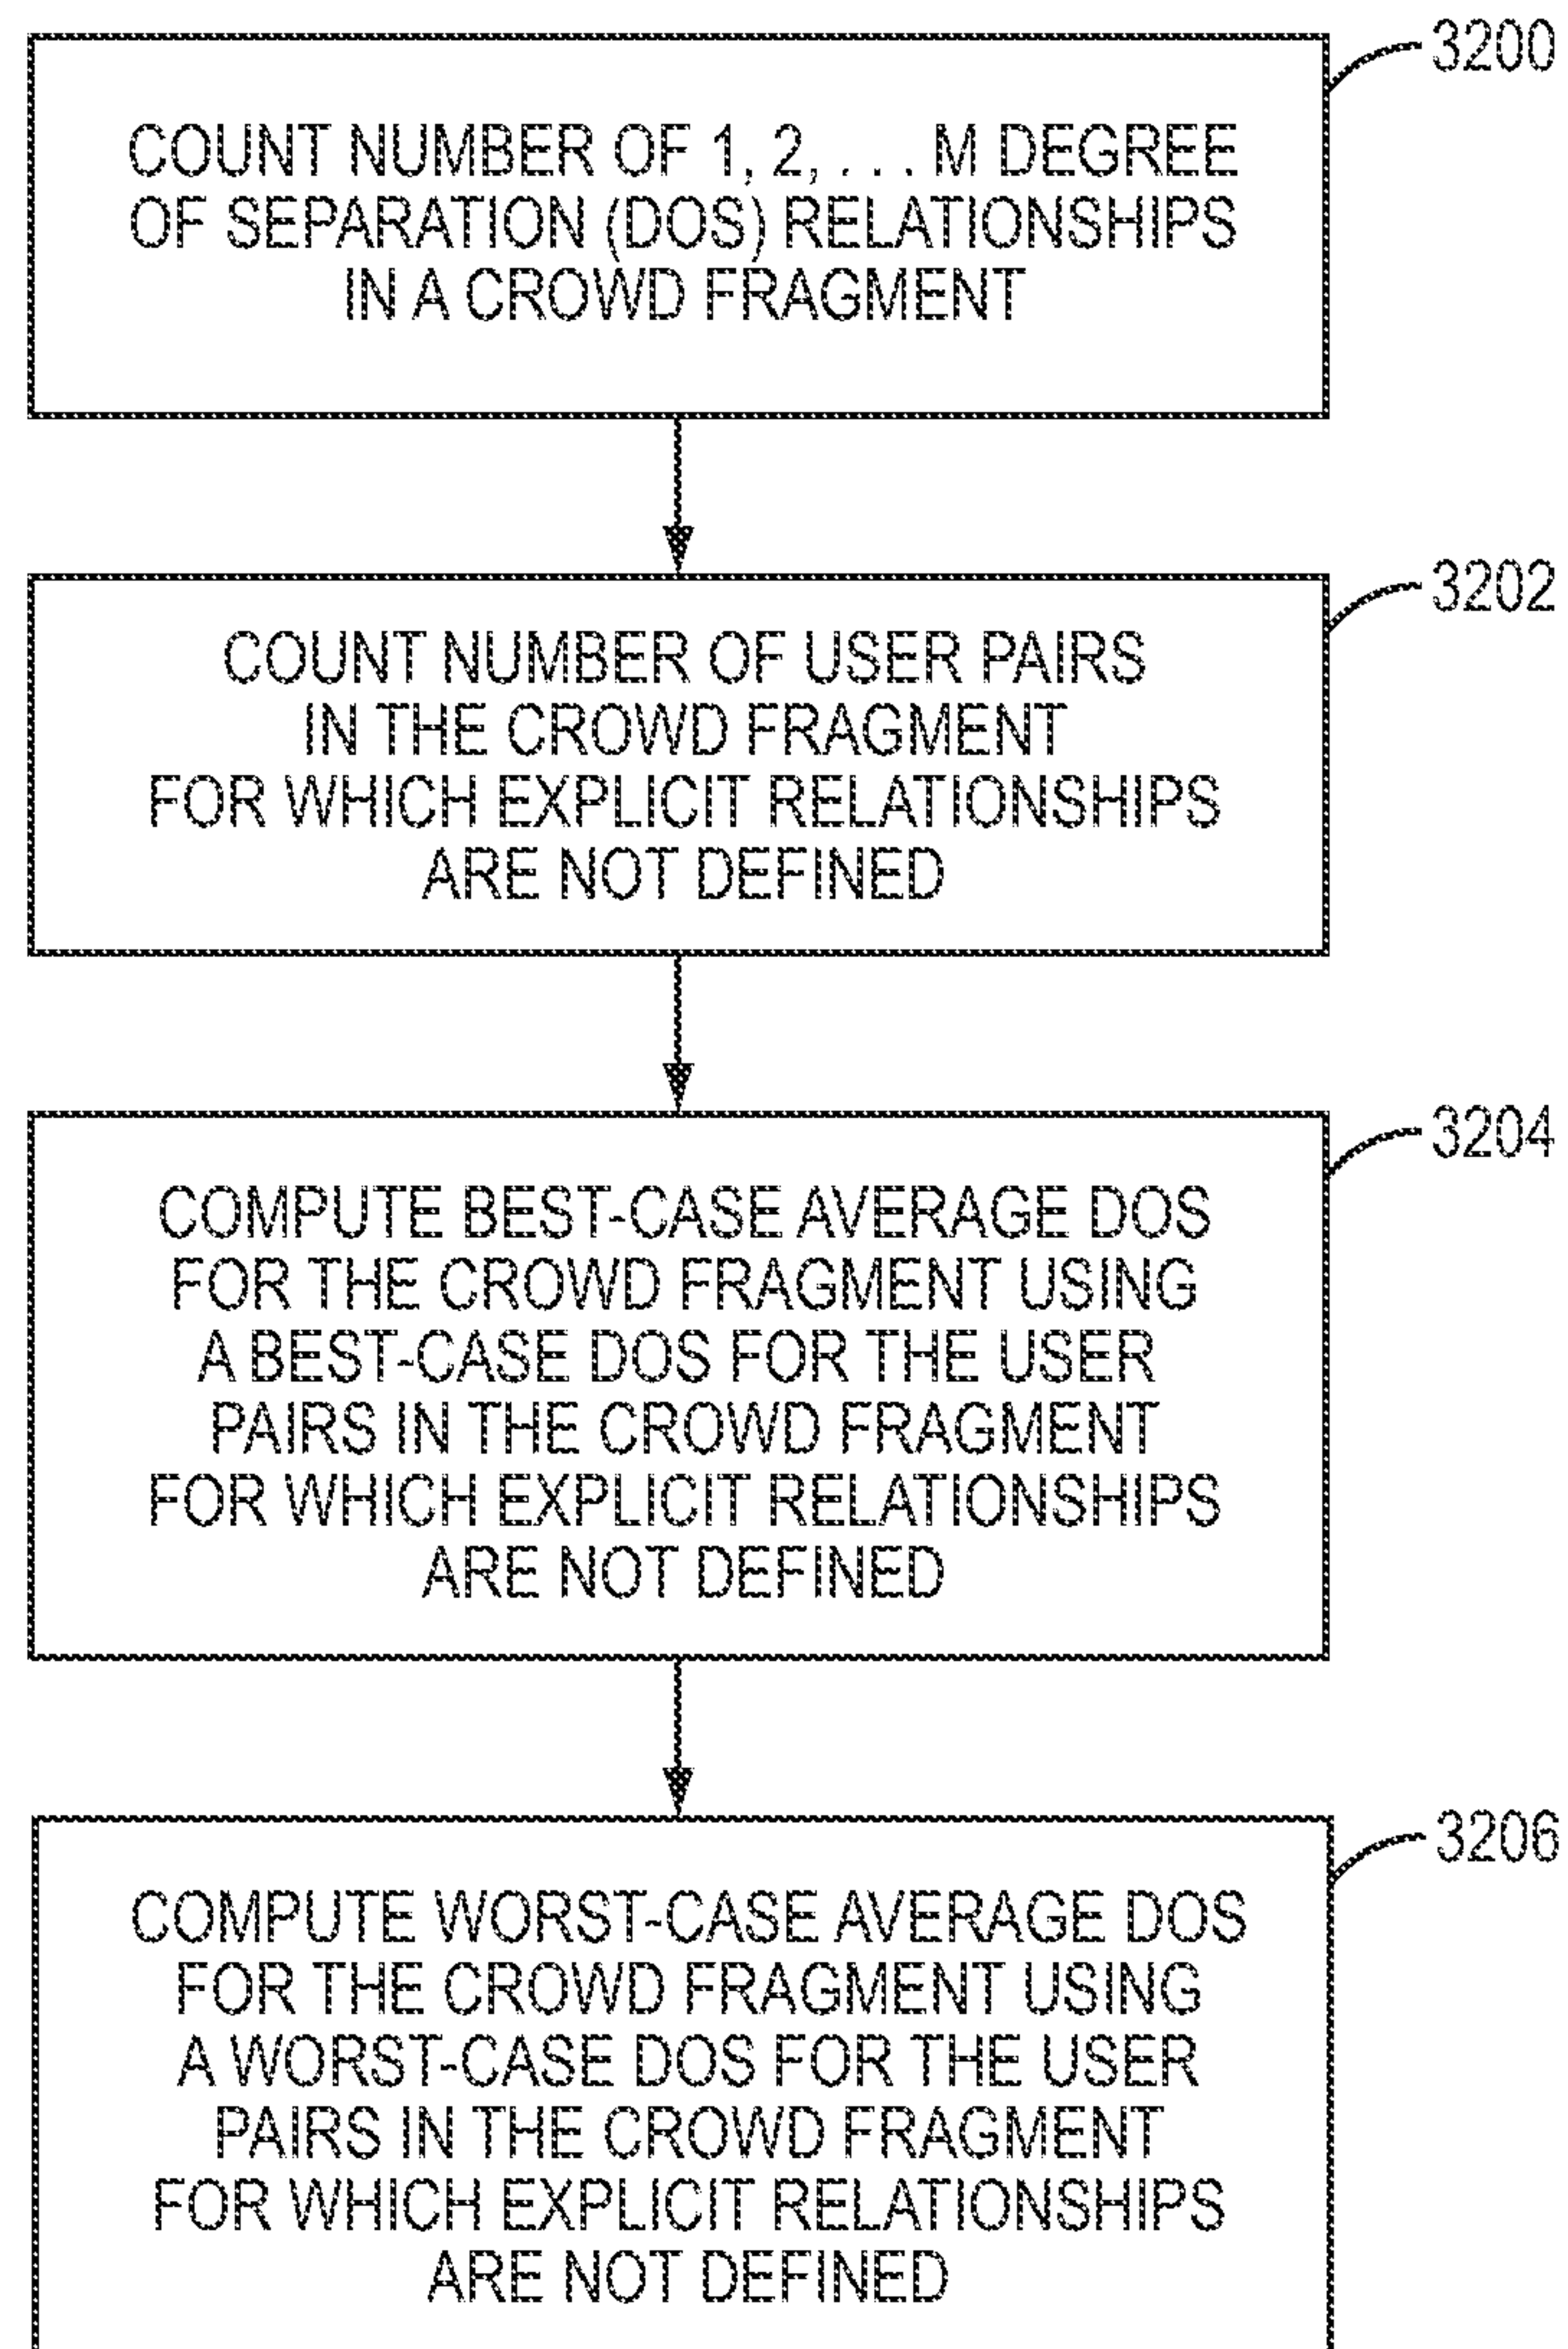 3200
COUNT NUMBER OF 1, 2, . . . M DEGREE
OF SEPARATION (DOS) RELATIONSHIPS
IN A CROWD FRAGMENT
3202
COUNT NUMBER OF USER PAIRS
IN THE CROWD FRAGMENT
FOR WHICH EXPLICIT RELATIONSHIPS
ARE NOT DEFINED
3204
COMPUTE BEST-CASE AVERAGE DOS
FOR THE CROWD FRAGMENT USING
A BEST-CASE DOS FOR THE USER
PAIRS IN THE CROWD FRAGMENT
FOR WHICH EXPLICIT RELATIONSHIPS
ARE NOT DEFINED
3206
COMPUTE WORST-CASE AVERAGE DOS
FOR THE CROWD FRAGMENT USING
A WORST-CASE DOS FOR THE USER
PAIRS IN THE CROWD FRAGMENT
FOR WHICH EXPLICIT RELATIONSHIPS
ARE NOT DEFINED